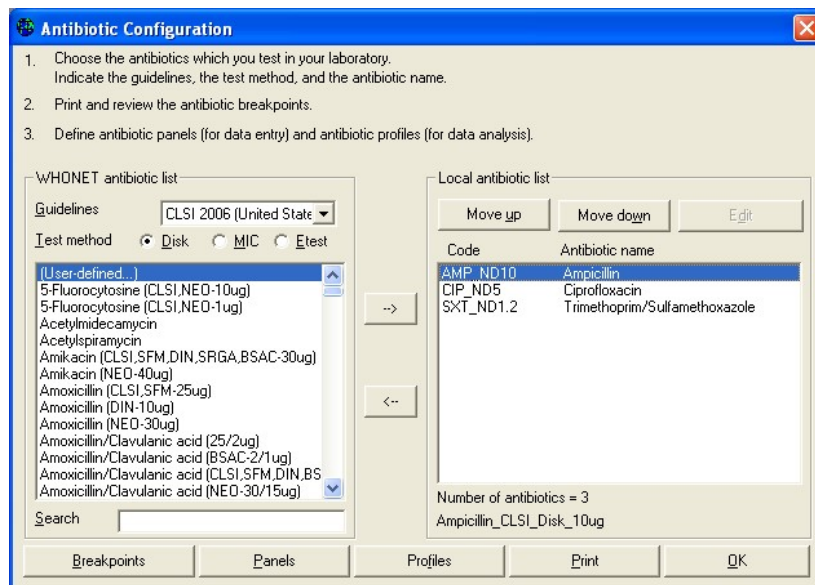 Antibiotic Configuration
1. Choose the antibiotics which you test in your laboratory.
Indicate the guidelines, the test method, and the antibiotic name.
2. Print and review the antibiotic breakpoints.
3. Define antibiotic panels (for data entry) and antibiotic profiles (for data analysis).
WHONET antibiotic list
Guidelines CLSI 2006 (United State
Test method Disk MIC Etest
(User-defined...)
5-Fluorocytosine (CLSI,NEO-10ug)
5-Fluorocytosine (CLSI,NEO-1ug)
Acetylmidecamycin
Acetylspiramycin
Amikacin (CLSI,SFM,DIN,SRGA,BSAC-30ug)
Amikacin (NEO-40ug)
Amoxicillin (CLSI,SFM-25ug)
Amoxicillin (DIN-10ug)
Amoxicillin (NEO-30ug)
Amoxicillin/Clavulanic acid (25/2ug)
Amoxicillin/Clavulanic acid (BSAC-2/1ug)
Amoxicillin/Clavulanic acid (CLSI,SFM,DIN,BS
Amoxicillin/Clavulanic acid (NEO-30/15ug)
Search
-->
<--
Local antibiotic list
Move up Move down Edit
Code Antibiotic name
AMP_ND10 Ampicillin
CIP_ND5 Ciprofloxacin
SXT_ND1.2 Trimethoprim/Sulfamethoxazole
Number of antibiotics = 3
Ampicillin_CLSI_Disk_10ug
Breakpoints Panels Profiles Print OK